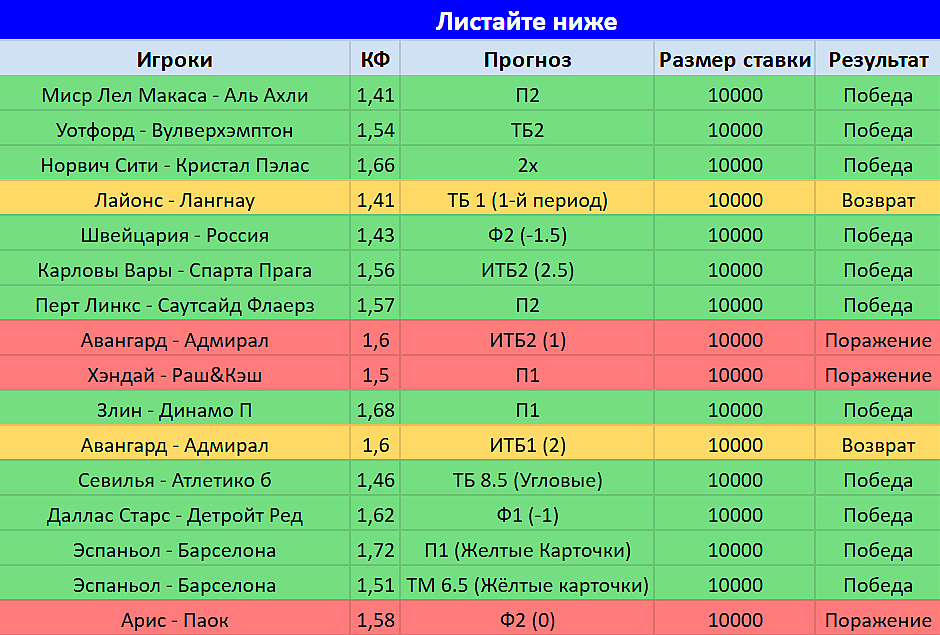 Листайте ниже
Игроки КФ Прогноз Размер ставки Результат
Миср Лел Макаса - Аль Ахли 1,41 П2 10000 Победа
Уотфорд - Вулверхэмптон 1,54 ТБ2 10000 Победа
Норвич Сити - Кристал Пэлас 1,66 2х 10000 Победа
Лайонс - Лангнау 1,41 ТБ 1 (1-й период) 10000 Возврат
Швейцария - Россия 1,43 Ф2 (-1.5) 10000 Победа
Карловы Вары - Спарта Прага 1,56 ИТБ2 (2.5) 10000 Победа
Перт Линкс - Саутсайд Флаерз 1,57 П2 10000 Победа
Авангард - Адмирал 1,6 ИТБ2 (1) 10000 Поражение
Хэндай - Раш&Кэш 1,5 П1 10000 Поражение
Злин - Динамо П 1,68 П1 10000 Победа
Авангард - Адмирал 1,6 ИТБ1 (2) 10000 Возврат
Севилья - Атлетико б 1,46 ТБ 8.5 (Угловые) 10000 Победа
Даллас Старс - Детройт Ред 1,62 Ф1 (-1) 10000 Победа
Эспаньол - Барселона 1,72 П1 (Желтые Карточки) 10000 Победа
Эспаньол - Барселона 1,51 ТМ 6.5 (Жёлтые карточки) 10000 Победа
Арис - Паок 1,58 Ф2 (0) 10000 Поражение